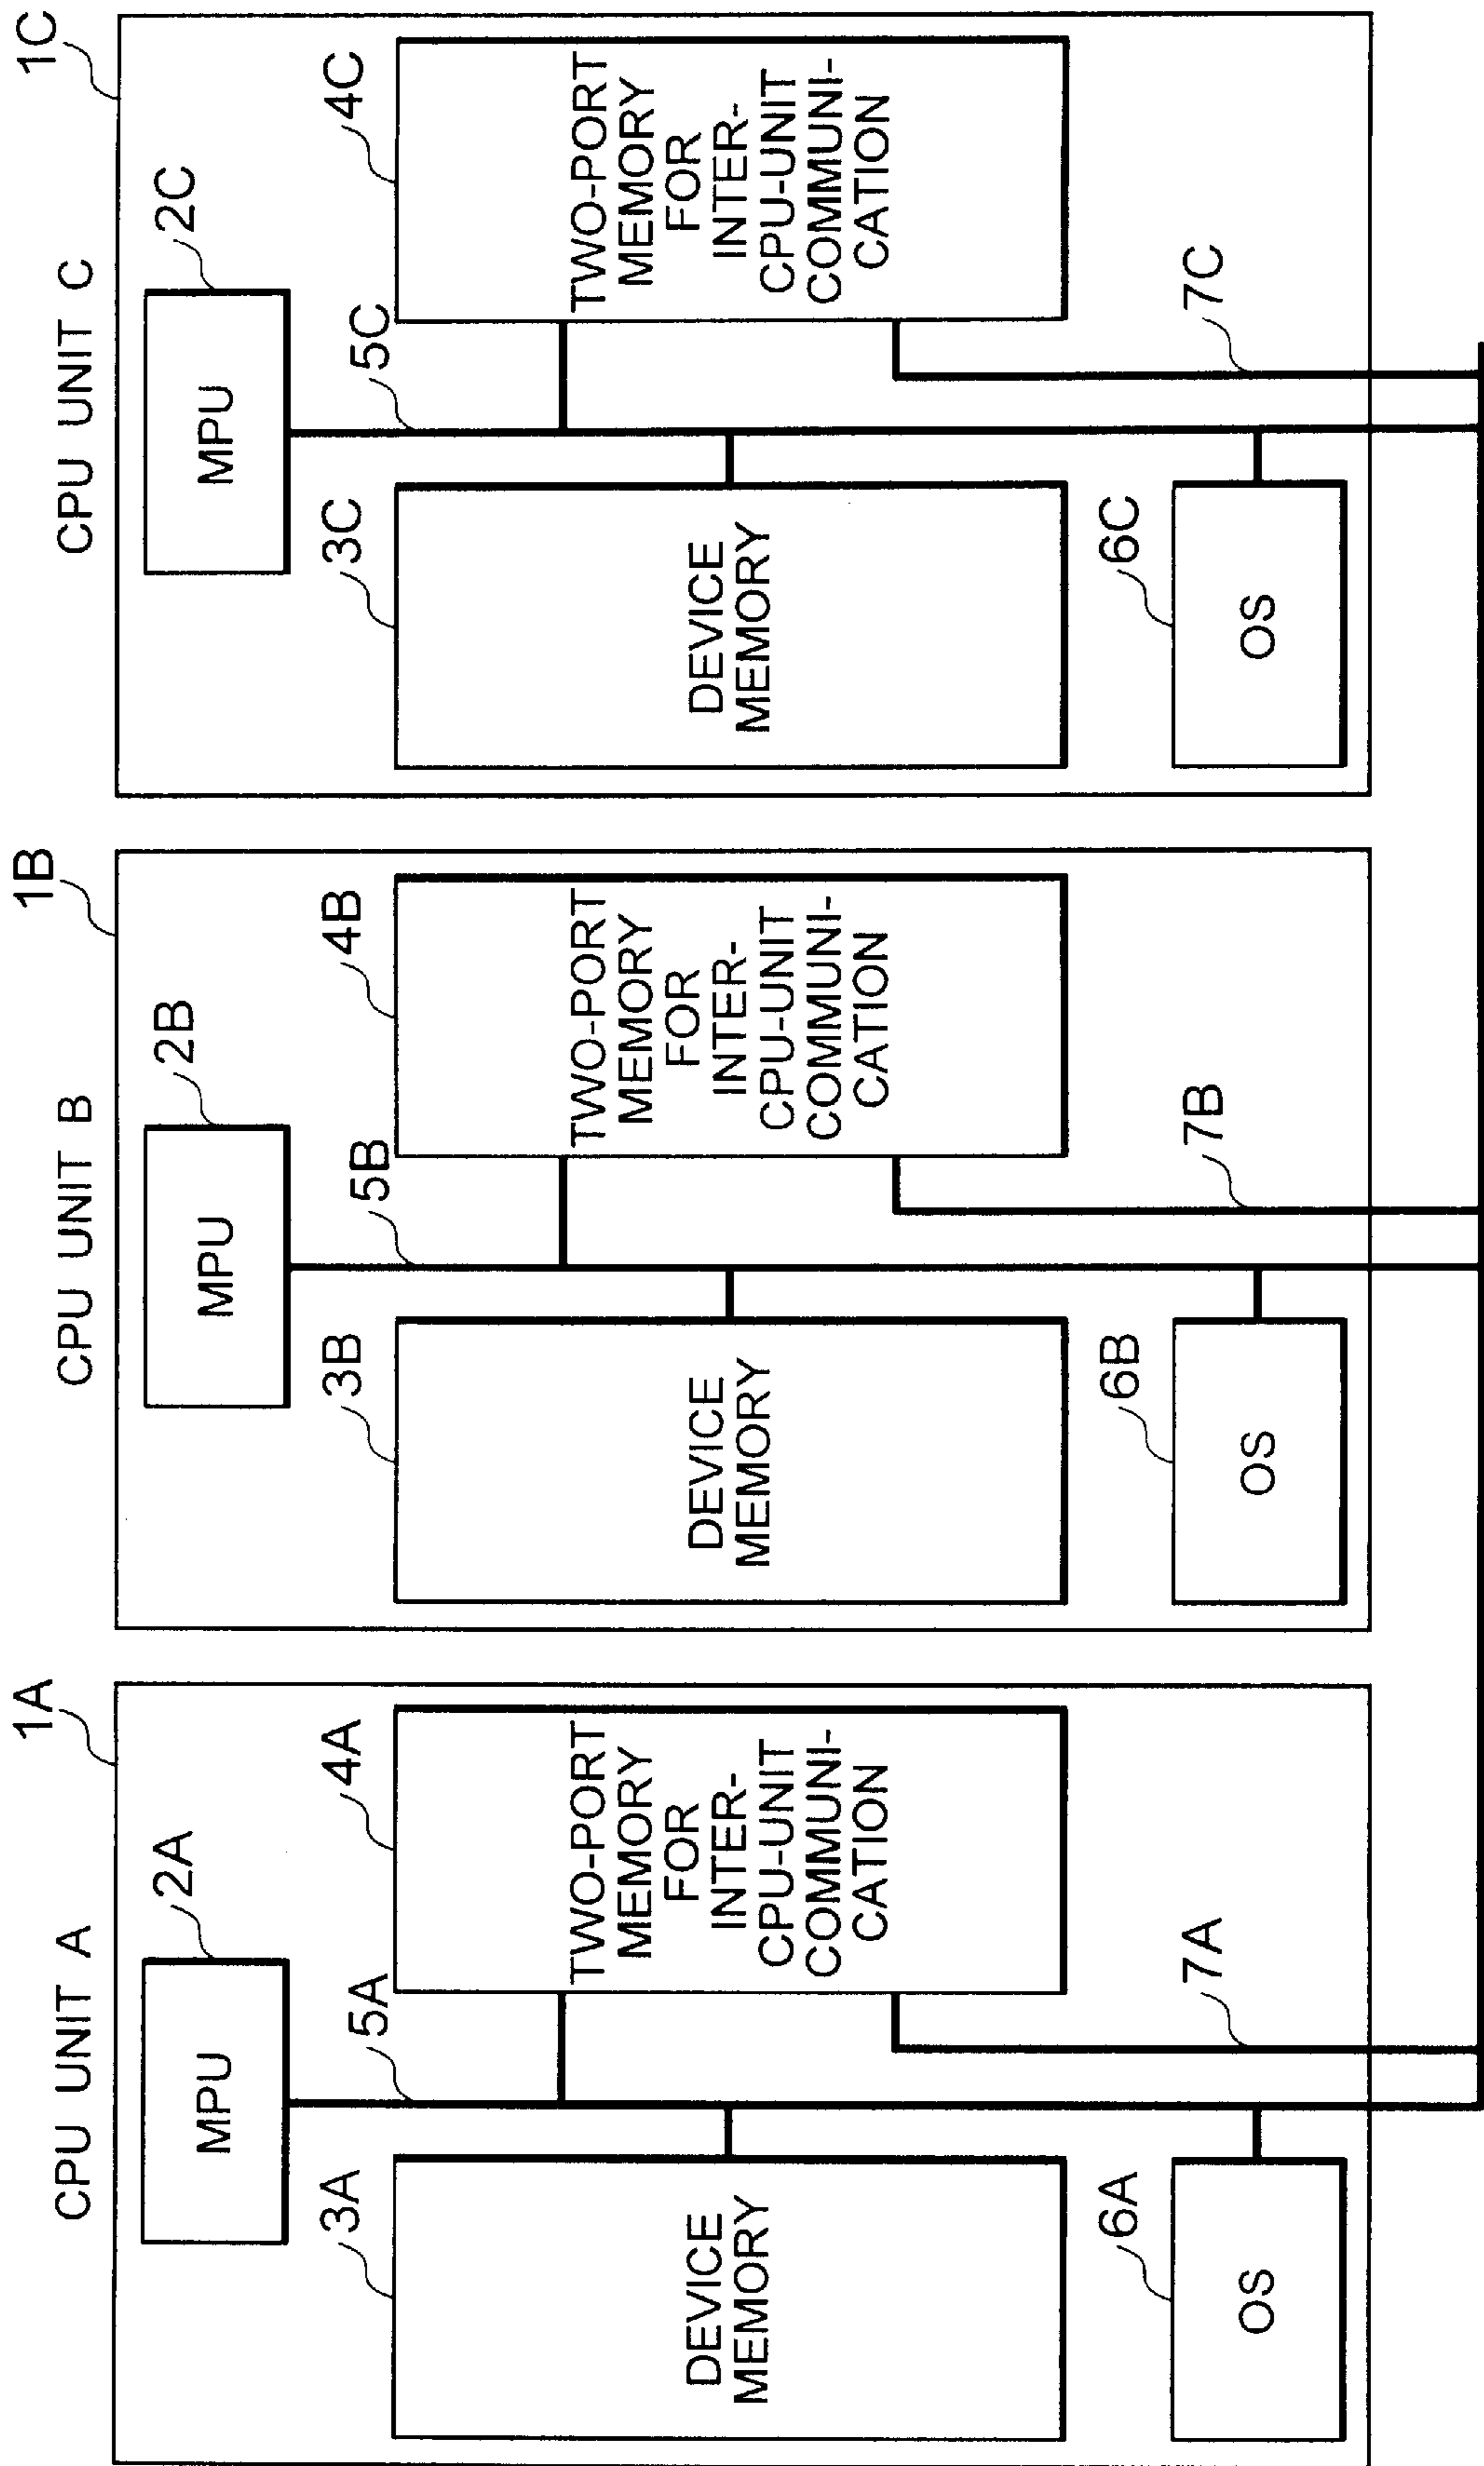 1A
CPU UNIT A
2A
MPU
3A
5A
4A
DEVICE
MEMORY
TWO-PORT
MEMORY
FOR
INTER-
CPU-UNIT
COMMUNI-
CATION
6A
7A
OS
1B
CPU UNIT B
2B
MPU
3B
5B
4B
DEVICE
MEMORY
TWO-PORT
MEMORY
FOR
INTER-
CPU-UNIT
COMMUNI-
CATION
6B
7B
OS
1C
CPU UNIT C
2C
MPU
3C
5C
4C
DEVICE
MEMORY
TWO-PORT
MEMORY
FOR
INTER-
CPU-UNIT
COMMUNI-
CATION
6C
7C
OS